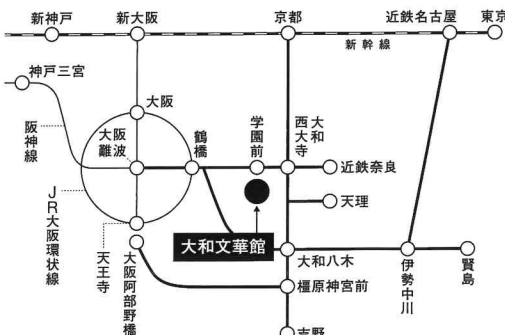 新神戸
新大阪
京都
近鉄名古屋
東京
新幹線
神戸三宮
大阪
阪神線
大阪
難波
鶴橋
学園前
大和
西大寺
近鉄奈良
天理
JR大阪環状線
天王寺
大阪阿部野橋
大和文華館
大和八木
伊勢中川
賢島
橿原神宮前
吉野